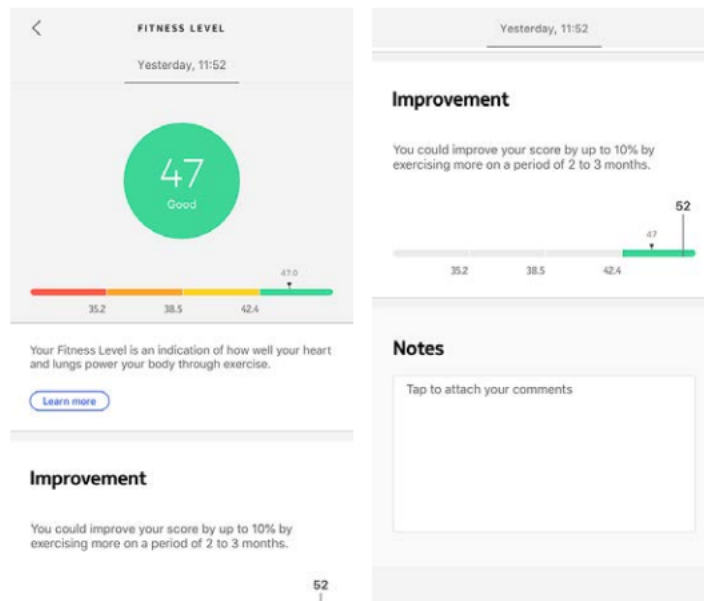 FITNESS LEVEL
Yesterday, 11:52
47
Good
47.0
35.2 38.5 42.4
Your Fitness Level is an indication of how well your heart
and lungs power your body through exercise.
Learn more
Improvement
You could improve your score by up to 10% by
exercising more on a period of 2 to 3 months.
52
Yesterday, 11:52
Improvement
You could improve your score by up to 10% by
exercising more on a period of 2 to 3 months.
52
47
35.2 38.5 42.4
Notes
Tap to attach your comments